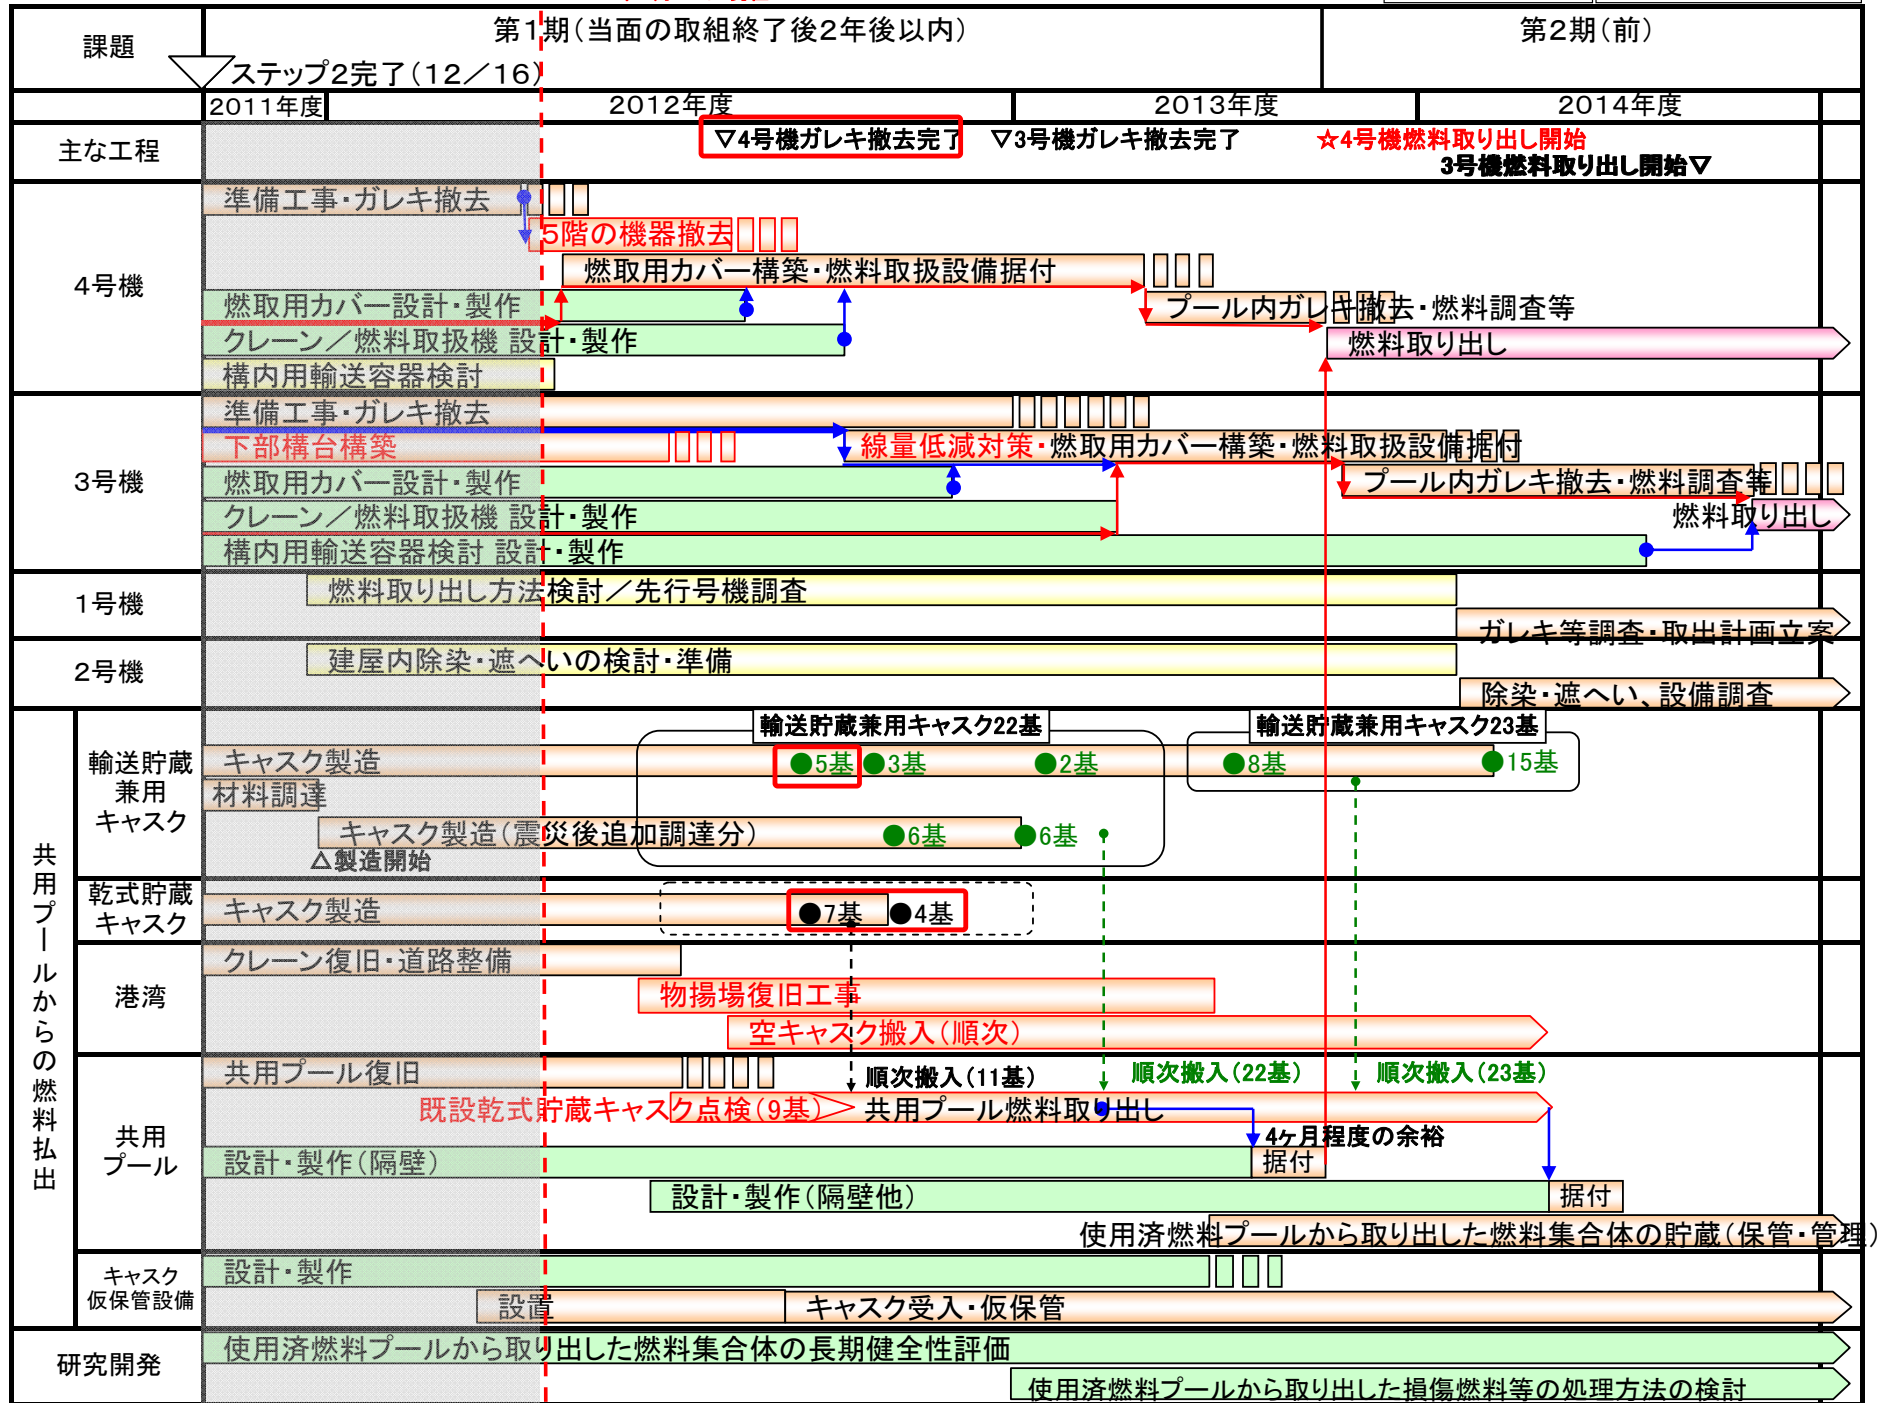 課題
第1期(当面の取組終了後2年後以内)
第2期(前)
ステップ2完了(12/16)
2011年度
2012年度
2013年度
2014年度
主な工程
▽4号機ガレキ撤去完了
▽3号機ガレキ撤去完了
☆4号機燃料取り出し開始
3号機燃料取り出し開始▽
4号機
準備工事・ガレキ撤去
5階の機器撤去
燃取用カバー構築・燃料取扱設備据付
燃取用カバー設計・製作
プール内ガレキ撤去・燃料調査等
クレーン/燃料取扱機 設計・製作
燃料取り出し
構内用輸送容器検討
3号機
準備工事・ガレキ撤去
下部構台構築
線量低減対策・燃取用カバー構築・燃料取扱設備据付
燃取用カバー設計・製作
プール内ガレキ撤去・燃料調査等
クレーン/燃料取扱機 設計・製作
燃料取り出し
構内用輸送容器検討 設計・製作
1号機
燃料取り出し方法検討/先行号機調査
ガレキ等調査・取出計画立案
2号機
建屋内除染・遮へいの検討・準備
除染・遮へい、設備調査
共用プールからの燃料払出
輸送貯蔵
兼用
キャスク
輸送貯蔵兼用キャスク22基
輸送貯蔵兼用キャスク23基
キャスク製造
●5基
●3基
●2基
●8基
●15基
材料調達
キャスク製造(震災後追加調達分)
●6基
●6基
△製造開始
乾式貯蔵
キャスク
キャスク製造
●7基
●4基
港湾
クレーン復旧・道路整備
物揚場復旧工事
空キャスク搬入(順次)
共用
プール
共用プール復旧
順次搬入(11基)
順次搬入(22基)
順次搬入(23基)
既設乾式貯蔵キャスク点検(9基)
共用プール燃料取り出し
4ヶ月程度の余裕
設計・製作(隔壁)
据付
設計・製作(隔壁他)
据付
使用済燃料プールから取り出した燃料集合体の貯蔵(保管・管理)
キャスク
仮保管設備
設計・製作
設置
キャスク受入・仮保管
研究開発
使用済燃料プールから取り出した燃料集合体の長期健全性評価
使用済燃料プールから取り出した損傷燃料等の処理方法の検討